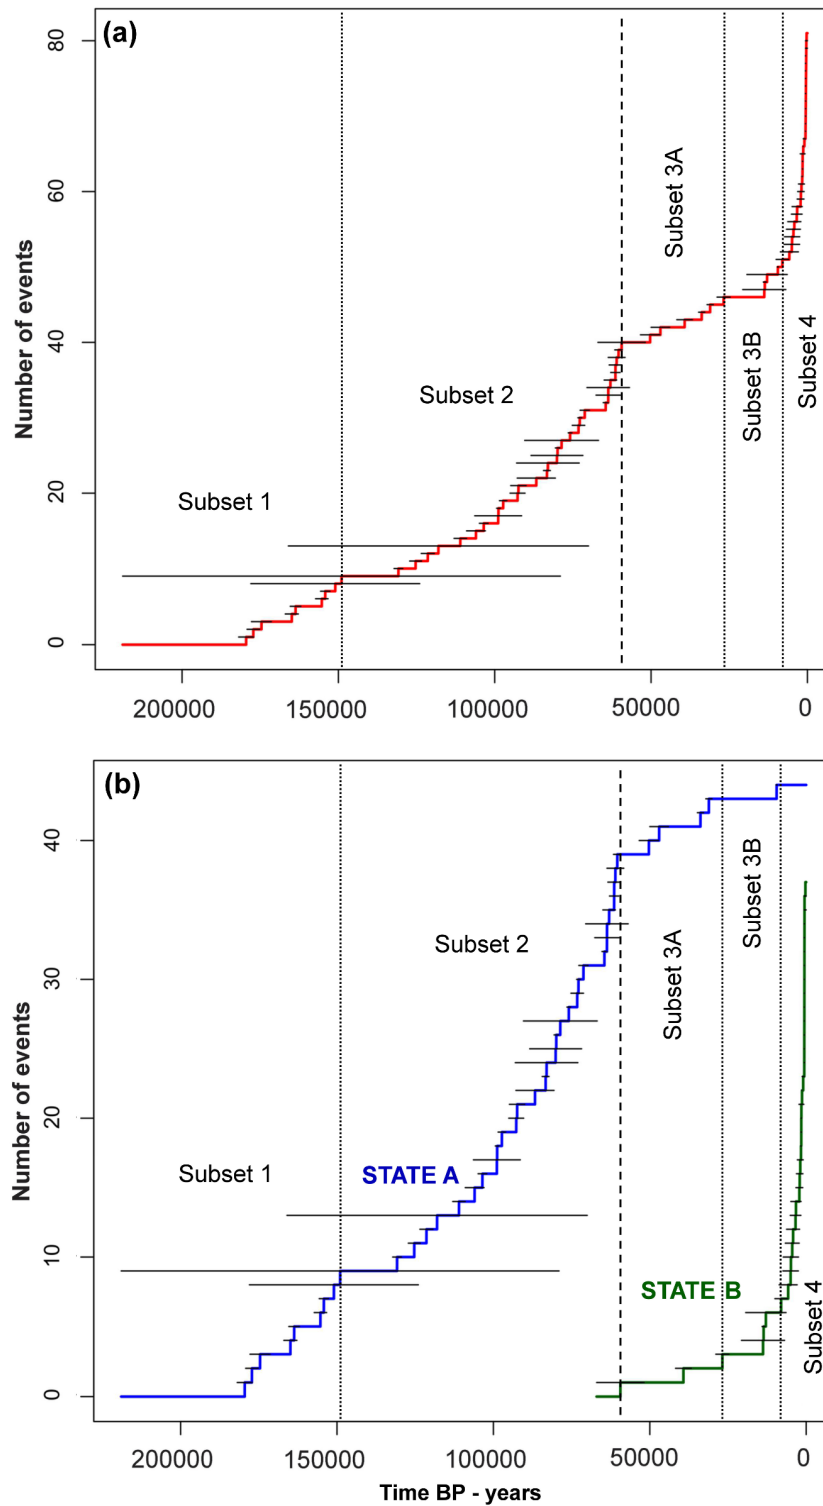 (a)
80
60
40
20
0
Number of events
Subset 1
Subset 2
Subset 3A
Subset 3B
Subset 4
200000
150000
100000
50000
0
(b)
40
30
20
10
0
Number of events
Subset 1
STATE A
Subset 2
Subset 3A
Subset 3B
STATE B
Subset 4
200000
150000
100000
50000
0
Time BP - years